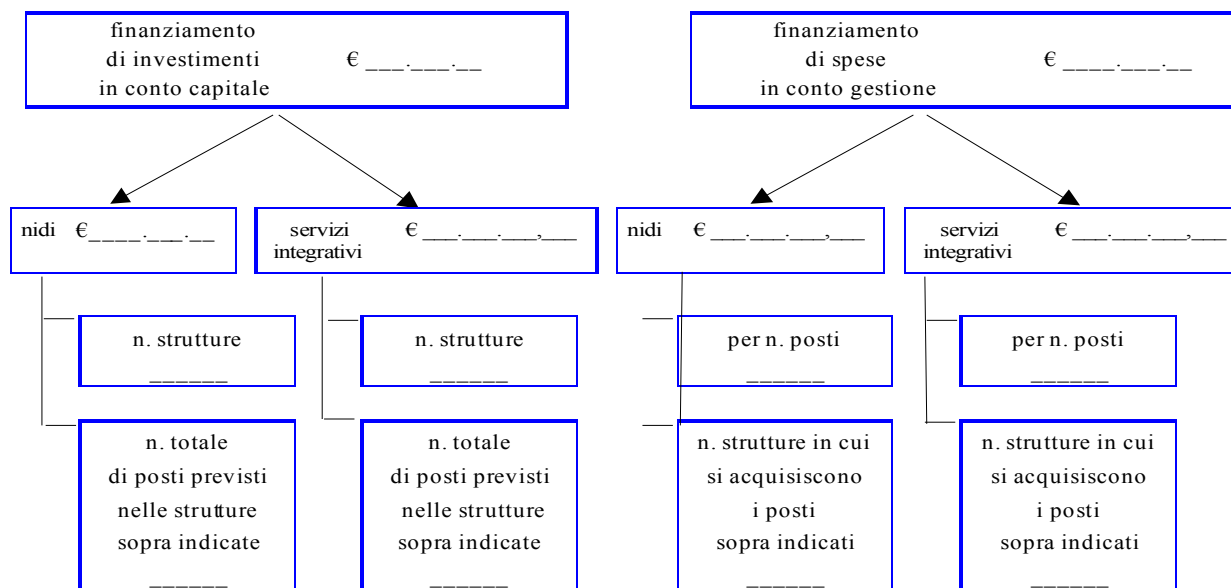 finanziamento
di investimenti € ___.___.__
in conto capitale
finanziamento
di spese € ____.___.__
in conto gestione
nidi €____.___.__
servizi € ___.___.___,___
integrativi
nidi € ___.___.___,___
servizi € ___.___.___,___
integrativi
n. strutture
______
n. strutture
______
per n. posti
______
per n. posti
______
n. totale
di posti previsti
nelle strutture
sopra indicate
______
n. totale
di posti previsti
nelle strutture
sopra indicate
______
n. strutture in cui
si acquisiscono
i posti
sopra indicati
______
n. strutture in cui
si acquisiscono
i posti
sopra indicati
______